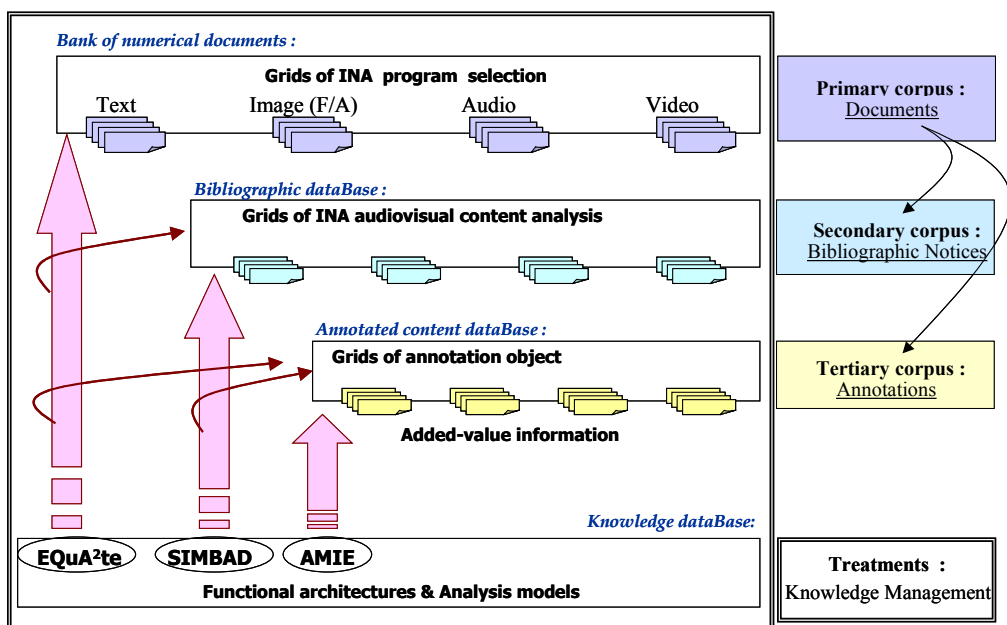 Bank of numerical documents :
Grids of INA program selection
Text
Image (F/A)
Audio
Video
Primary corpus :
Documents
Bibliographic dataBase :
Grids of INA audiovisual content analysis
Secondary corpus :
Bibliographic Notices
Annotated content dataBase :
Grids of annotation object
Added-value information
Tertiary corpus :
Annotations
Knowledge dataBase:
EQuA²te
SIMBAD
AMIE
Functional architectures & Analysis models
Treatments :
Knowledge Management